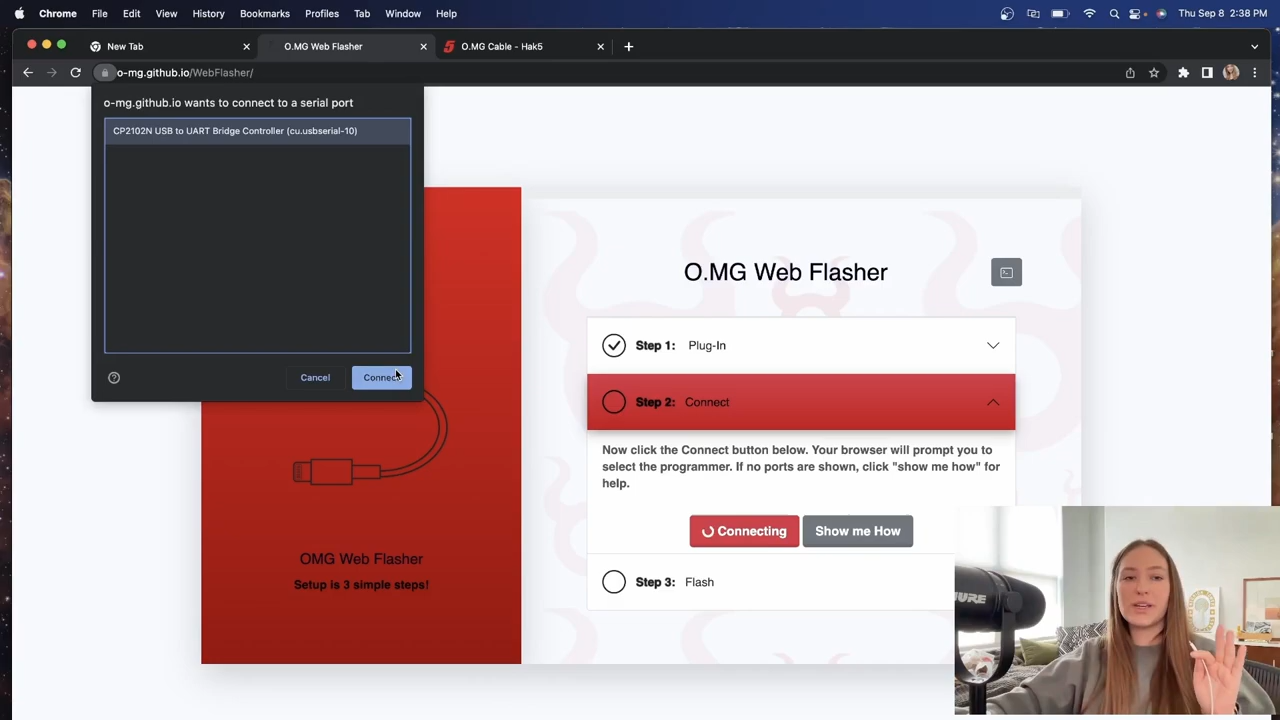 Chrome File Edit View History Bookmarks Profiles Tab Window Help Thu Sep 8 2:38 PM
New Tab O.MG Web Flasher O.MG Cable - Hak5
o-mg.github.io/WebFlasher/
o-mg.github.io wants to connect to a serial port
CP2102N USB to UART Bridge Controller (cu.usbserial-10)
Cancel Connect
OMG Web Flasher
Setup is 3 simple steps!
O.MG Web Flasher
Step 1: Plug-In
Step 2: Connect
Now click the Connect button below. Your browser will prompt you to
select the programmer. If no ports are shown, click "show me how" for
help.
Connecting Show me How
Step 3: Flash
SHURE